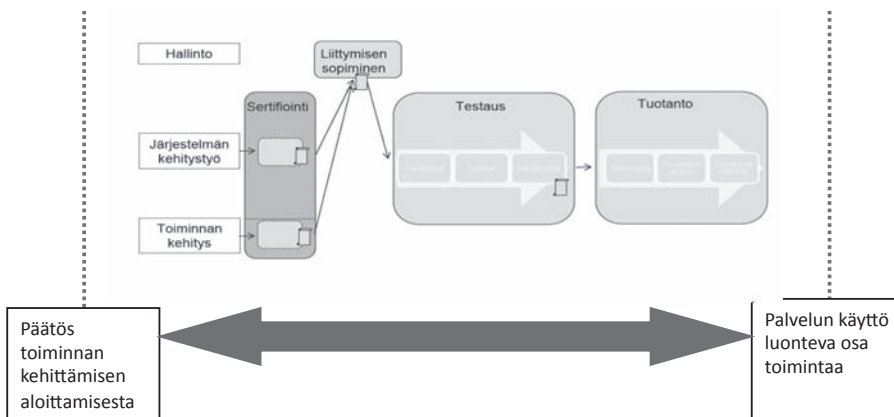 Hallinto
Liittymisen
sopiminen
Sertifiointi
Testaus
Tuotanto
Järjestelmän
kehitystyö
Toiminnan
kehitys
Päätös
toiminnan
kehittämisen
aloittamisesta
Palvelun käyttö
luonteva osa
toimintaa